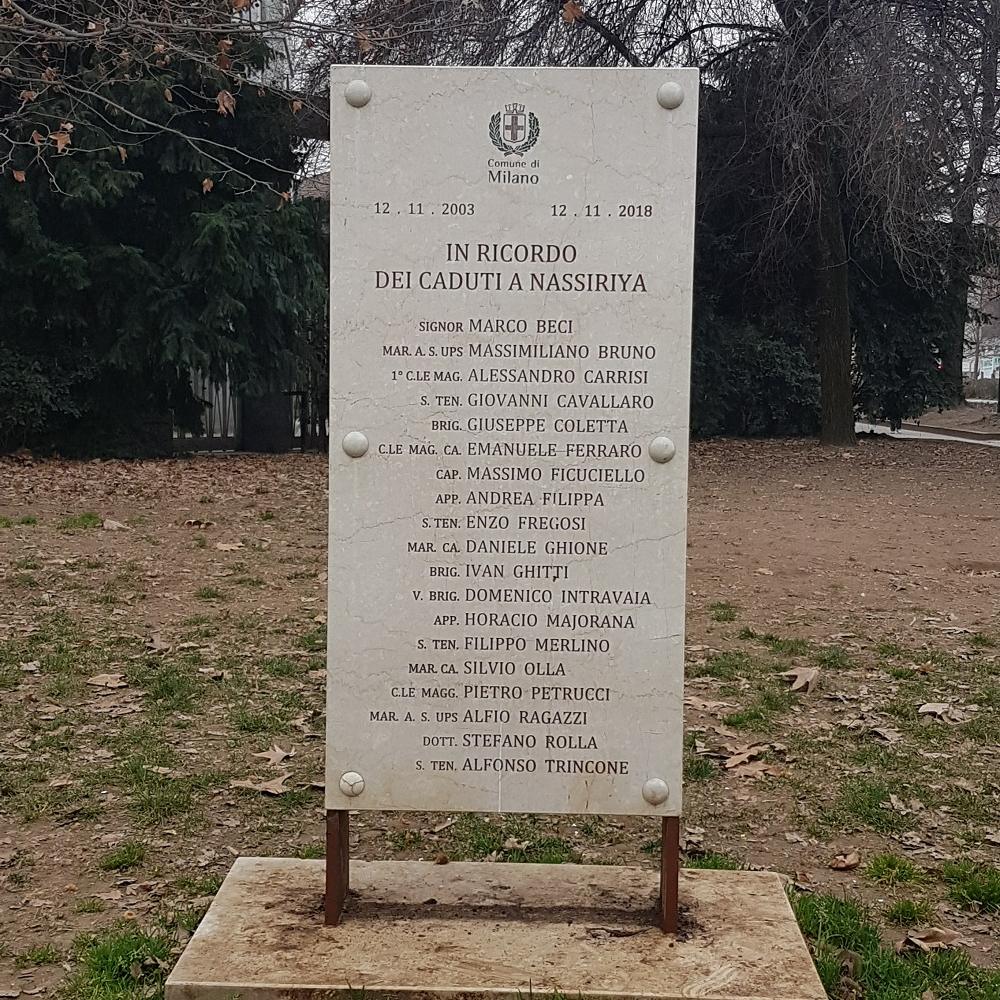 Comune di
Milano
12 . 11 . 2003 12 . 11 . 2018
IN RICORDO
DEI CADUTI A NASSIRIYA
SIGNOR MARCO BECI
MAR. A. S. UPS MASSIMILIANO BRUNO
1° C.LE MAG. ALESSANDRO CARRISI
S. TEN. GIOVANNI CAVALLARO
BRIG. GIUSEPPE COLETTA
C.LE MAG. CA. EMANUELE FERRARO
CAP. MASSIMO FICUCIELLO
APP. ANDREA FILIPPA
S. TEN. ENZO FREGOSI
MAR. CA. DANIELE GHIONE
BRIG. IVAN GHITTI
V. BRIG. DOMENICO INTRAVAIA
APP. HORACIO MAJORANA
S. TEN. FILIPPO MERLINO
MAR. CA. SILVIO OLLA
C.LE MAGG. PIETRO PETRUCCI
MAR. A. S. UPS ALFIO RAGAZZI
DOTT. STEFANO ROLLA
S. TEN. ALFONSO TRINCONE